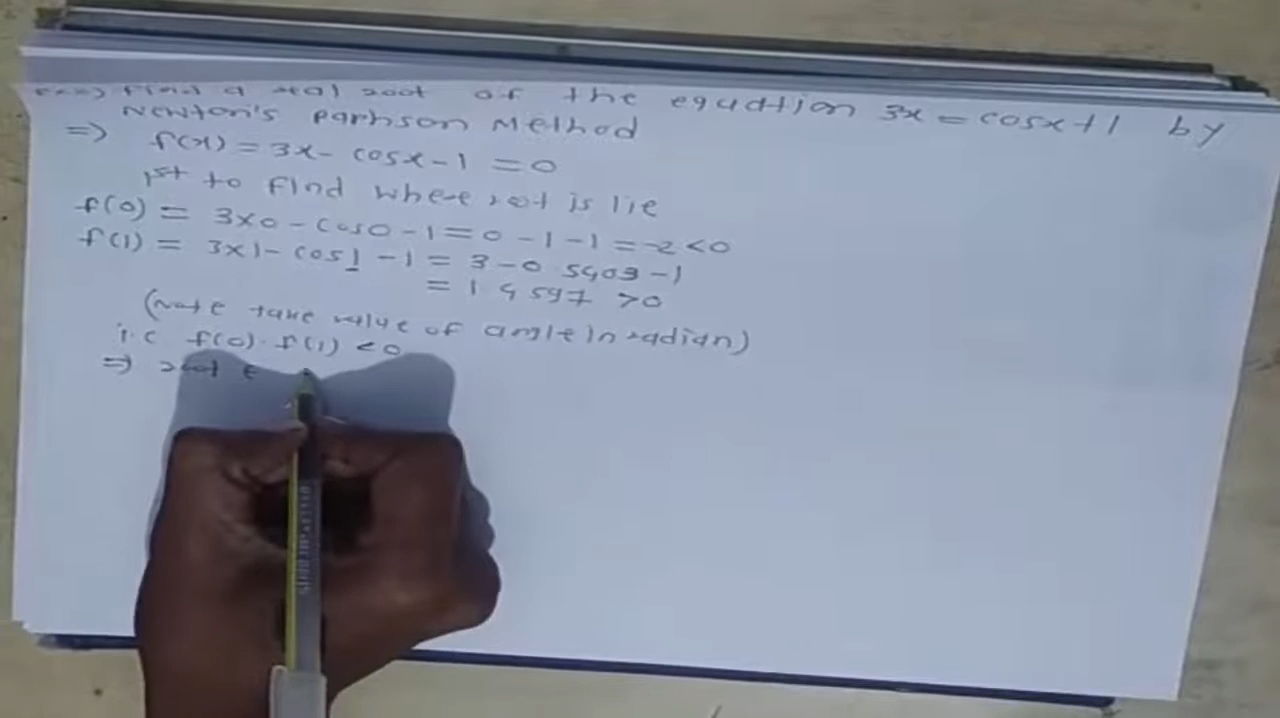 Find a real root of the equation 3x = cosx+1 by
Newton's Raphson Method
=> f(x) = 3x - cosx - 1 = 0
1st to find where root is lie
f(0) = 3x0 - cos0 - 1 = 0 - 1 - 1 = -2 <0
f(1) = 3x1 - cos1 - 1 = 3 - 0.5403 - 1
= 1.4597 >0
(Note take value of angle in radian)
i.e f(0).f(1) <0
=> root